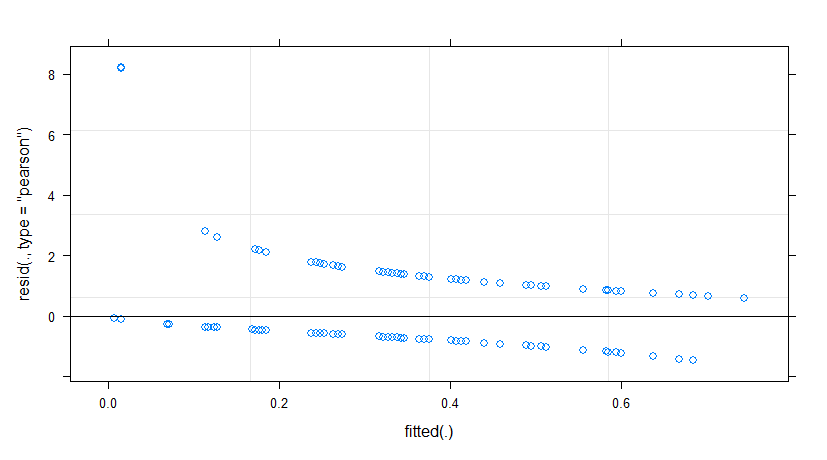 resid(., type = "pearson")
8
6
4
2
0
0.0 0.2 0.4 0.6
fitted(.)